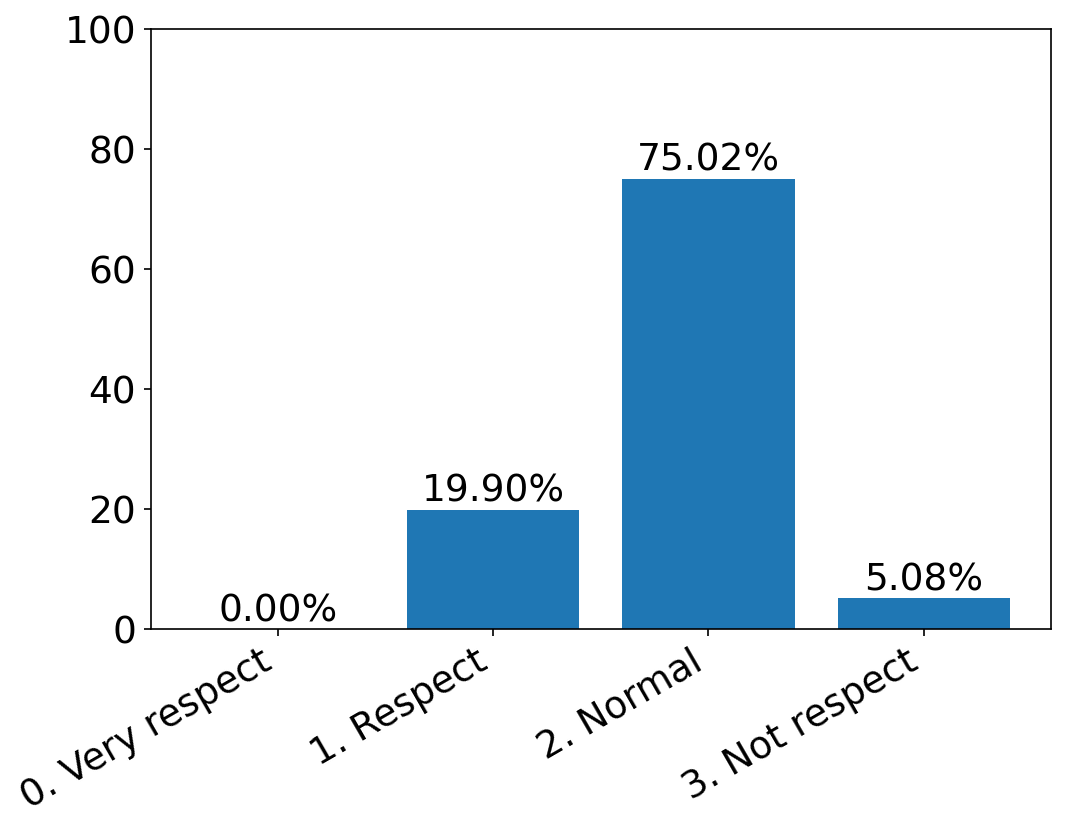 100
80
60
40
20
0
0.00%
19.90%
75.02%
5.08%
0. Very respect
1. Respect
2. Normal
3. Not respect